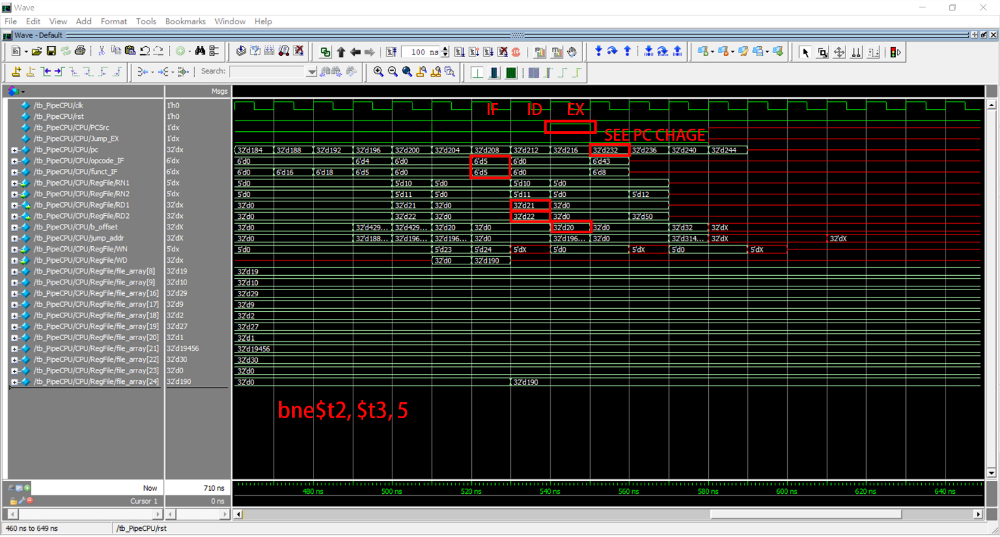 Wave
File Edit View Add Format Tools Bookmarks Window Help
Wave - Default
100 ns
Search:
Msgs
/tb_PipeCPU/clk 1'h0
/tb_PipeCPU/rst 1'h0 IF ID EX
/tb_PipeCPU/CPU/PCSrc 1'dx
/tb_PipeCPU/CPU/Jump_EX 1'dx SEE PC CHAGE
/tb_PipeCPU/CPU/pc 32'dx 32'd184 32'd188 32'd192 32'd196 32'd200 32'd204 32'd208 32'd212 32'd216 32'd232 32'd236 32'd240 32'd244
/tb_PipeCPU/CPU/opcode_IF 6'dx 6'd0 6'd4 6'd0 6'd5 6'd0 6'd43
/tb_PipeCPU/CPU/funct_IF 6'dx 6'd0 6'd16 6'd18 6'd5 6'd0 6'd5 6'd0 6'd8
/tb_PipeCPU/CPU/RegFile/RN1 5'dx 5'd0 5'd10 5'd0 5'd10 5'd0
/tb_PipeCPU/CPU/RegFile/RN2 5'dx 5'd0 5'd11 5'd0 5'd11 5'd0 5'd12
/tb_PipeCPU/CPU/RegFile/RD1 32'dx 32'd0 32'd21 32'd0 32'd21 32'd0
/tb_PipeCPU/CPU/RegFile/RD2 32'dx 32'd0 32'd22 32'd0 32'd22 32'd0 32'd50
/tb_PipeCPU/CPU/b_offset 32'dX 32'd0 32'd429... 32'd429... 32'd20 32'd0 32'd20 32'd0 32'd32 32'dX
/tb_PipeCPU/CPU/jump_addr 32'dX 32'd0 32'd188... 32'd196... 32'd196... 32'd0 32'd196... 32'd0 32'd314... 32'dX 32'dX
/tb_PipeCPU/CPU/RegFile/WN 5'dx 5'd0 5'd23 5'd24 5'dX 5'd0 5'dX 5'd0 5'dX
/tb_PipeCPU/CPU/RegFile/WD 32'dx 32'd0 32'd190
/tb_PipeCPU/CPU/RegFile/file_array[8] 32'd19 32'd19
/tb_PipeCPU/CPU/RegFile/file_array[9] 32'd10 32'd10
/tb_PipeCPU/CPU/RegFile/file_array[16] 32'd29 32'd29
/tb_PipeCPU/CPU/RegFile/file_array[17] 32'd9 32'd9
/tb_PipeCPU/CPU/RegFile/file_array[18] 32'd2 32'd2
/tb_PipeCPU/CPU/RegFile/file_array[19] 32'd27 32'd27
/tb_PipeCPU/CPU/RegFile/file_array[20] 32'd1 32'd1
/tb_PipeCPU/CPU/RegFile/file_array[21] 32'd19456 32'd19456
/tb_PipeCPU/CPU/RegFile/file_array[22] 32'd30 32'd30
/tb_PipeCPU/CPU/RegFile/file_array[23] 32'd0 32'd0
/tb_PipeCPU/CPU/RegFile/file_array[24] 32'd190 32'd0 32'd190
bne$t2, $t3, 5
Now 710 ns 480 ns 500 ns 520 ns 540 ns 560 ns 580 ns 600 ns 620 ns 640 ns
Cursor 1 0 ns
460 ns to 649 ns /tb_PipeCPU/rst